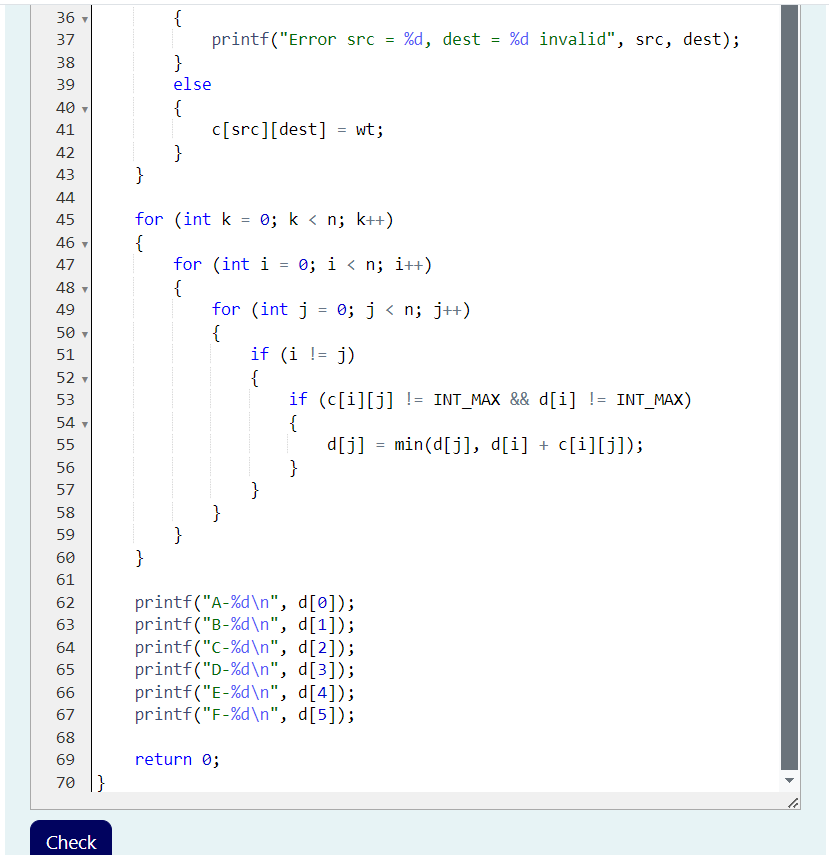 36 {
37 printf("Error src = %d, dest = %d invalid", src, dest);
38 }
39 else
40 {
41 c[src][dest] = wt;
42 }
43 }
44
45 for (int k = 0; k < n; k++)
46 {
47 for (int i = 0; i < n; i++)
48 {
49 for (int j = 0; j < n; j++)
50 {
51 if (i != j)
52 {
53 if (c[i][j] != INT_MAX && d[i] != INT_MAX)
54 {
55 d[j] = min(d[j], d[i] + c[i][j]);
56 }
57 }
58 }
59 }
60 }
61
62 printf("A-%d\n", d[0]);
63 printf("B-%d\n", d[1]);
64 printf("C-%d\n", d[2]);
65 printf("D-%d\n", d[3]);
66 printf("E-%d\n", d[4]);
67 printf("F-%d\n", d[5]);
68
69 return 0;
70 }
Check